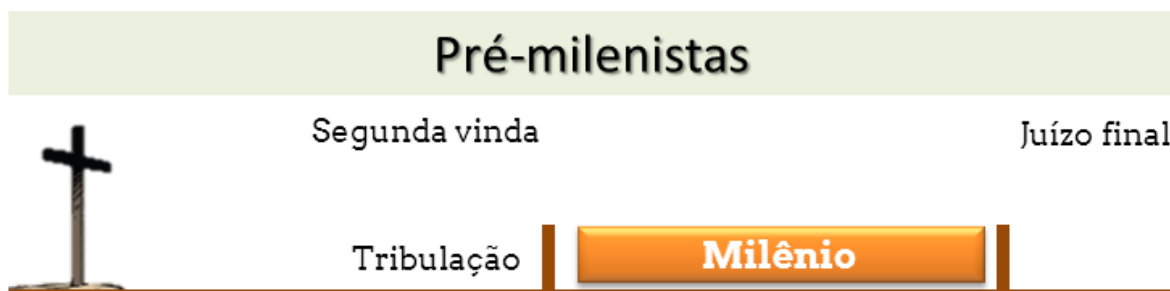 Pré-milenistas
Segunda vinda
Juízo final
Tribulação
Milênio